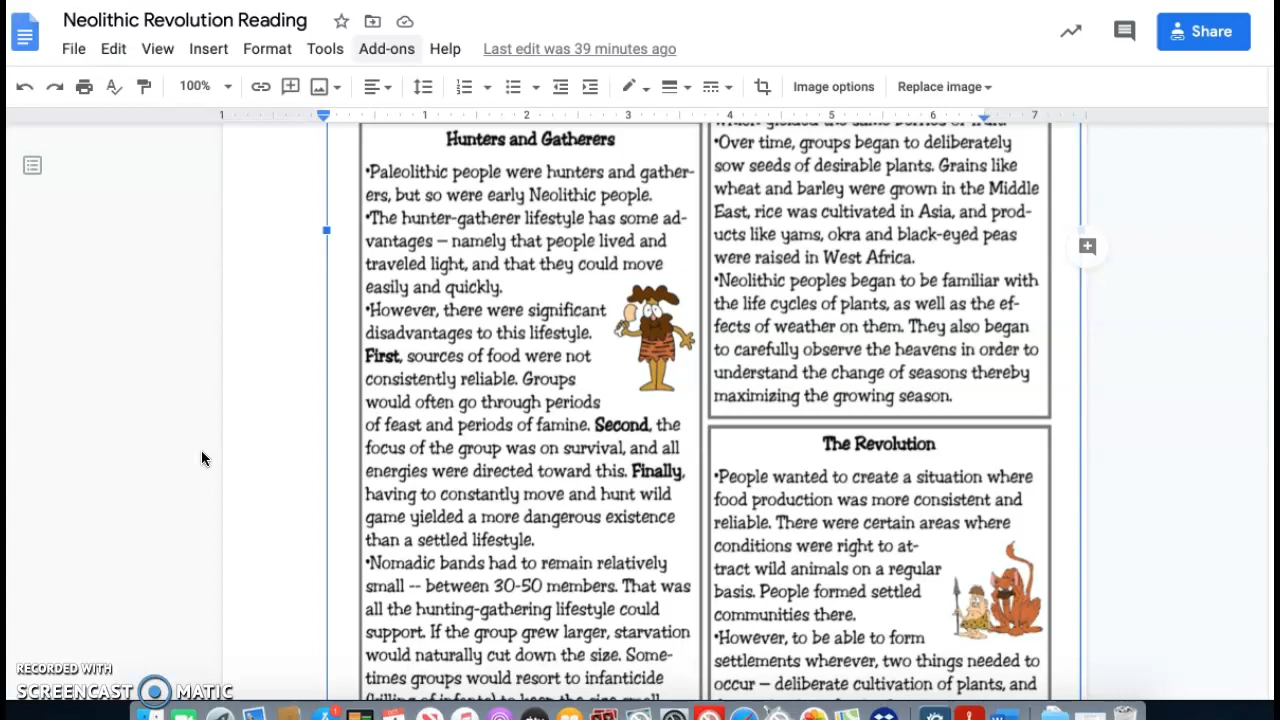 Neolithic Revolution Reading
File Edit View Insert Format Tools Add-ons Help Last edit was 39 minutes ago
Share
100% Image options Replace image
1 1 2 3 4 5 6 7
Hunters and Gatherers
•Paleolithic people were hunters and gather-
ers, but so were early Neolithic people.
•The hunter-gatherer lifestyle has some ad-
vantages – namely that people lived and
traveled light, and that they could move
easily and quickly.
•However, there were significant
disadvantages to this lifestyle.
First, sources of food were not
consistently reliable. Groups
would often go through periods
of feast and periods of famine. Second, the
focus of the group was on survival, and all
energies were directed toward this. Finally,
having to constantly move and hunt wild
game yielded a more dangerous existence
than a settled lifestyle.
•Nomadic bands had to remain relatively
small -- between 30-50 members. That was
all the hunting-gathering lifestyle could
support. If the group grew larger, starvation
would naturally cut down the size. Some-
times groups would resort to infanticide
•Over time, groups began to deliberately
sow seeds of desirable plants. Grains like
wheat and barley were grown in the Middle
East, rice was cultivated in Asia, and prod-
ucts like yams, okra and black-eyed peas
were raised in West Africa.
•Neolithic peoples began to be familiar with
the life cycles of plants, as well as the ef-
fects of weather on them. They also began
to carefully observe the heavens in order to
understand the change of seasons thereby
maximizing the growing season.
The Revolution
•People wanted to create a situation where
food production was more consistent and
reliable. There were certain areas where
conditions were right to at-
tract wild animals on a regular
basis. People formed settled
communities there.
•However, to be able to form
settlements wherever, two things needed to
occur – deliberate cultivation of plants, and
RECORDED WITH
SCREENCAST MATIC